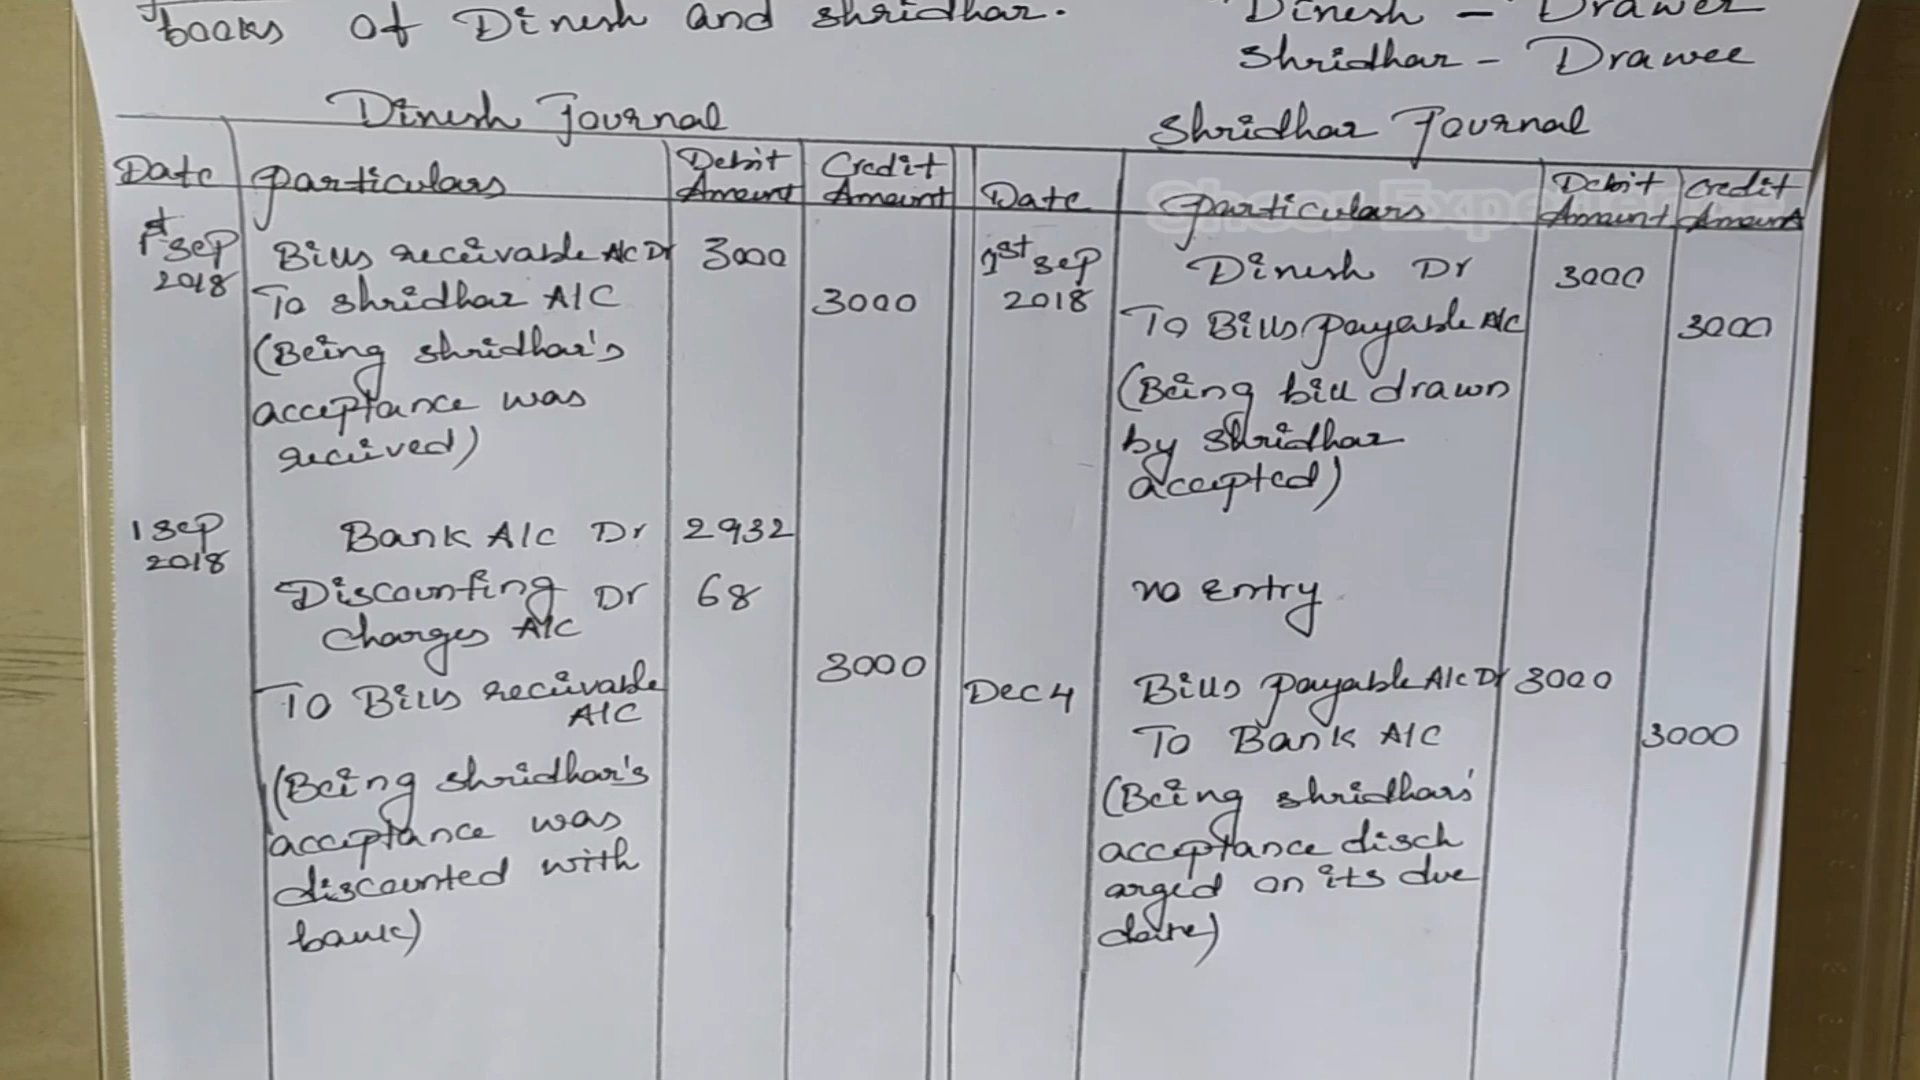 books of Dinesh and shridhar.
Dinesh - Drawer
Shridhar - Drawee
Dinesh Journal
Date Particulars Debit Amount Credit Amount
1st Sep 2018 Bills receivable A/c Dr 3000
To Shridhar A/C 3000
(Being shridhar's
acceptance was
received)
1 Sep 2018 Bank A/c Dr 2932
Discounting Dr 68
charges A/C
To Bills receivable 3000
A/C
(Being shridhar's
acceptance was
discounted with
bank)
Shridhar Journal
Date Particulars Debit Amount Credit Amount
1st Sep 2018 Dinesh Dr 3000
To Bills payable A/c 3000
(Being bill drawn
by Shridhar
accepted)
no Entry
Dec 4 Bills payable A/c Dr 3000
To Bank A/C 3000
(Being shridhars'
acceptance disch
arged on its due
date)